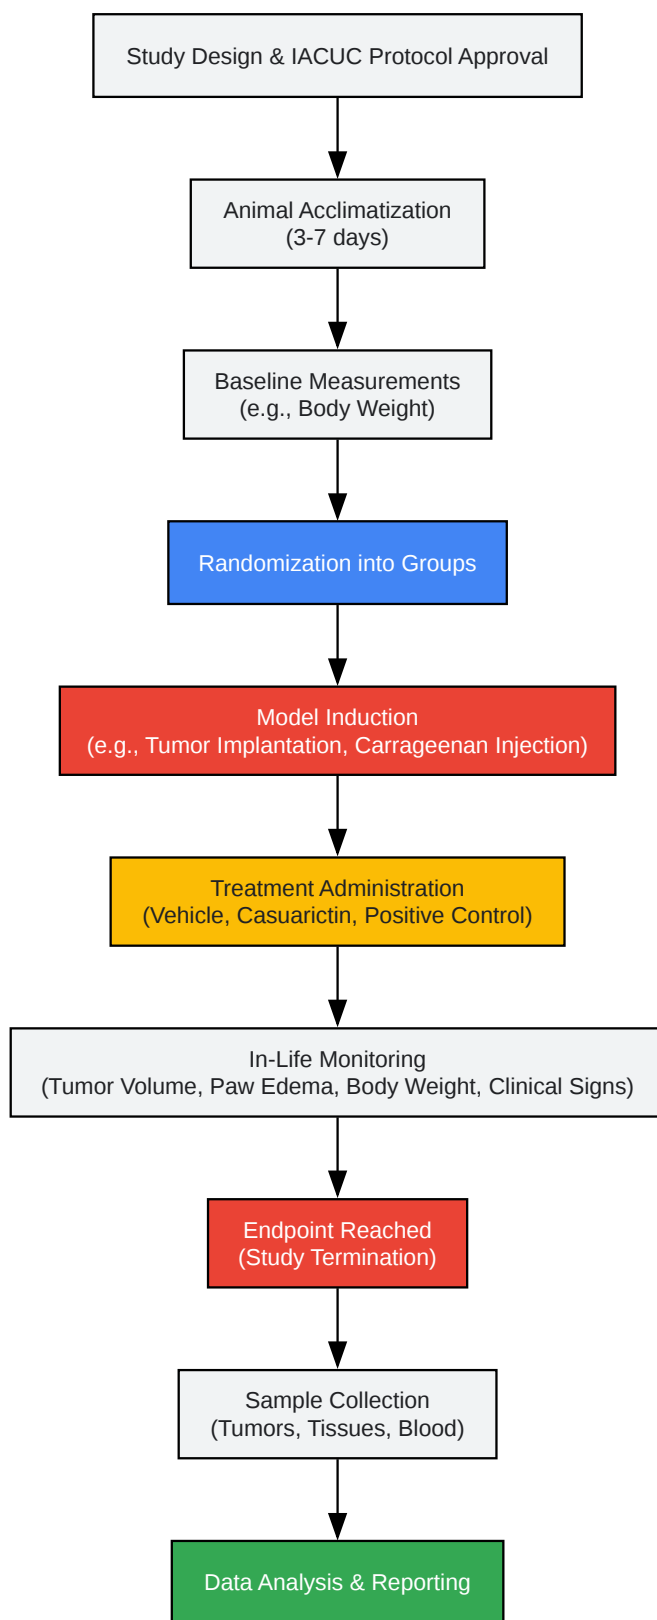 Study Design & IACUC Protocol Approval
Animal Acclimatization
(3-7 days)
Baseline Measurements
(e.g., Body Weight)
Randomization into Groups
Model Induction
(e.g., Tumor Implantation, Carrageenan Injection)
Treatment Administration
(Vehicle, Casuarictin, Positive Control)
In-Life Monitoring
(Tumor Volume, Paw Edema, Body Weight, Clinical Signs)
Endpoint Reached
(Study Termination)
Sample Collection
(Tumors, Tissues, Blood)
Data Analysis & Reporting